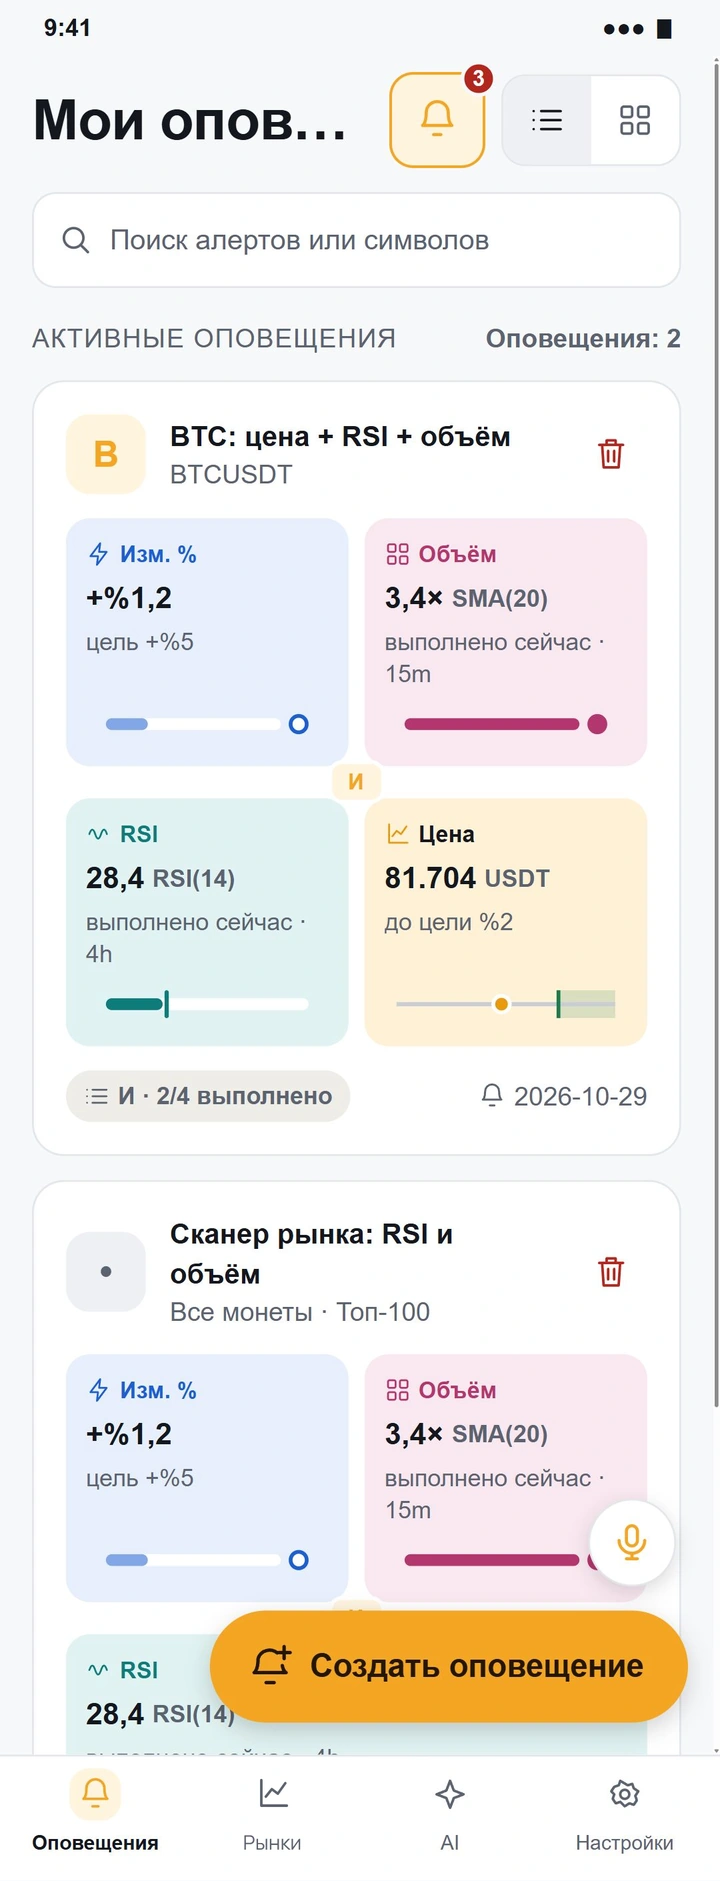 9:41
Мои опов...
3
Поиск алертов или символов
АКТИВНЫЕ ОПОВЕЩЕНИЯ
Оповещения: 2
B
BTC: цена + RSI + объём
BTCUSDT
Изм. %
+%1,2
цель +%5
Объём
3,4× SMA(20)
выполнено сейчас ·
15m
И
RSI
28,4 RSI(14)
выполнено сейчас ·
4h
Цена
81.704 USDT
до цели %2
И · 2/4 выполнено
2026-10-29
Сканер рынка: RSI и
объём
Все монеты · Топ-100
Изм. %
+%1,2
цель +%5
Объём
3,4× SMA(20)
выполнено сейчас ·
15m
RSI
28,4 RSI(14)
Создать оповещение
Оповещения
Рынки
AI
Настройки